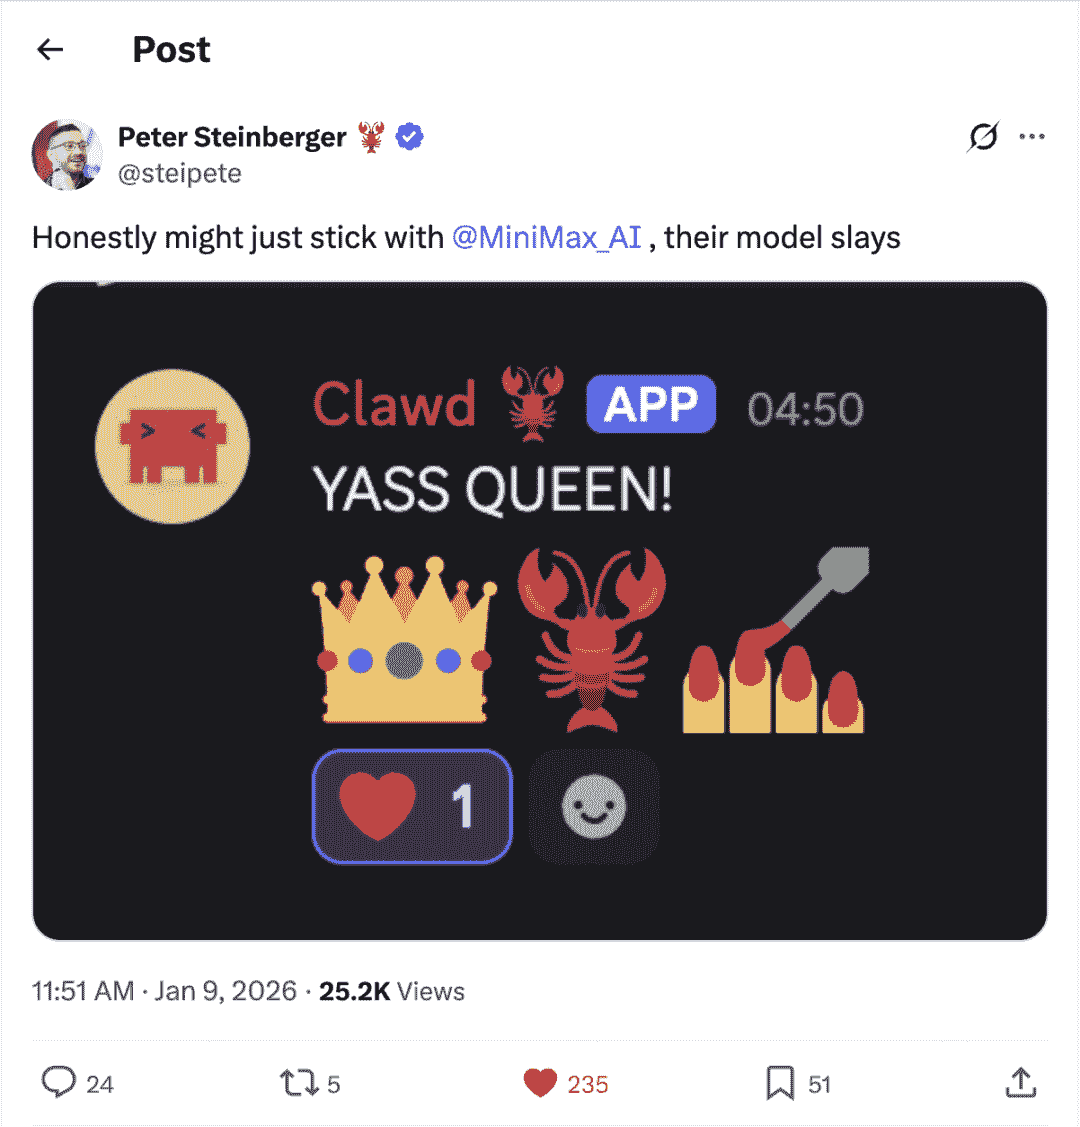 Post
Peter Steinberger 🦞
@steipete
Honestly might just stick with @MiniMax_AI , their model slays
Clawd 🦞 APP 04:50
YASS QUEEN!
👑🦞💅
❤️ 1
11:51 AM · Jan 9, 2026 · 25.2K Views
24 5 235 51